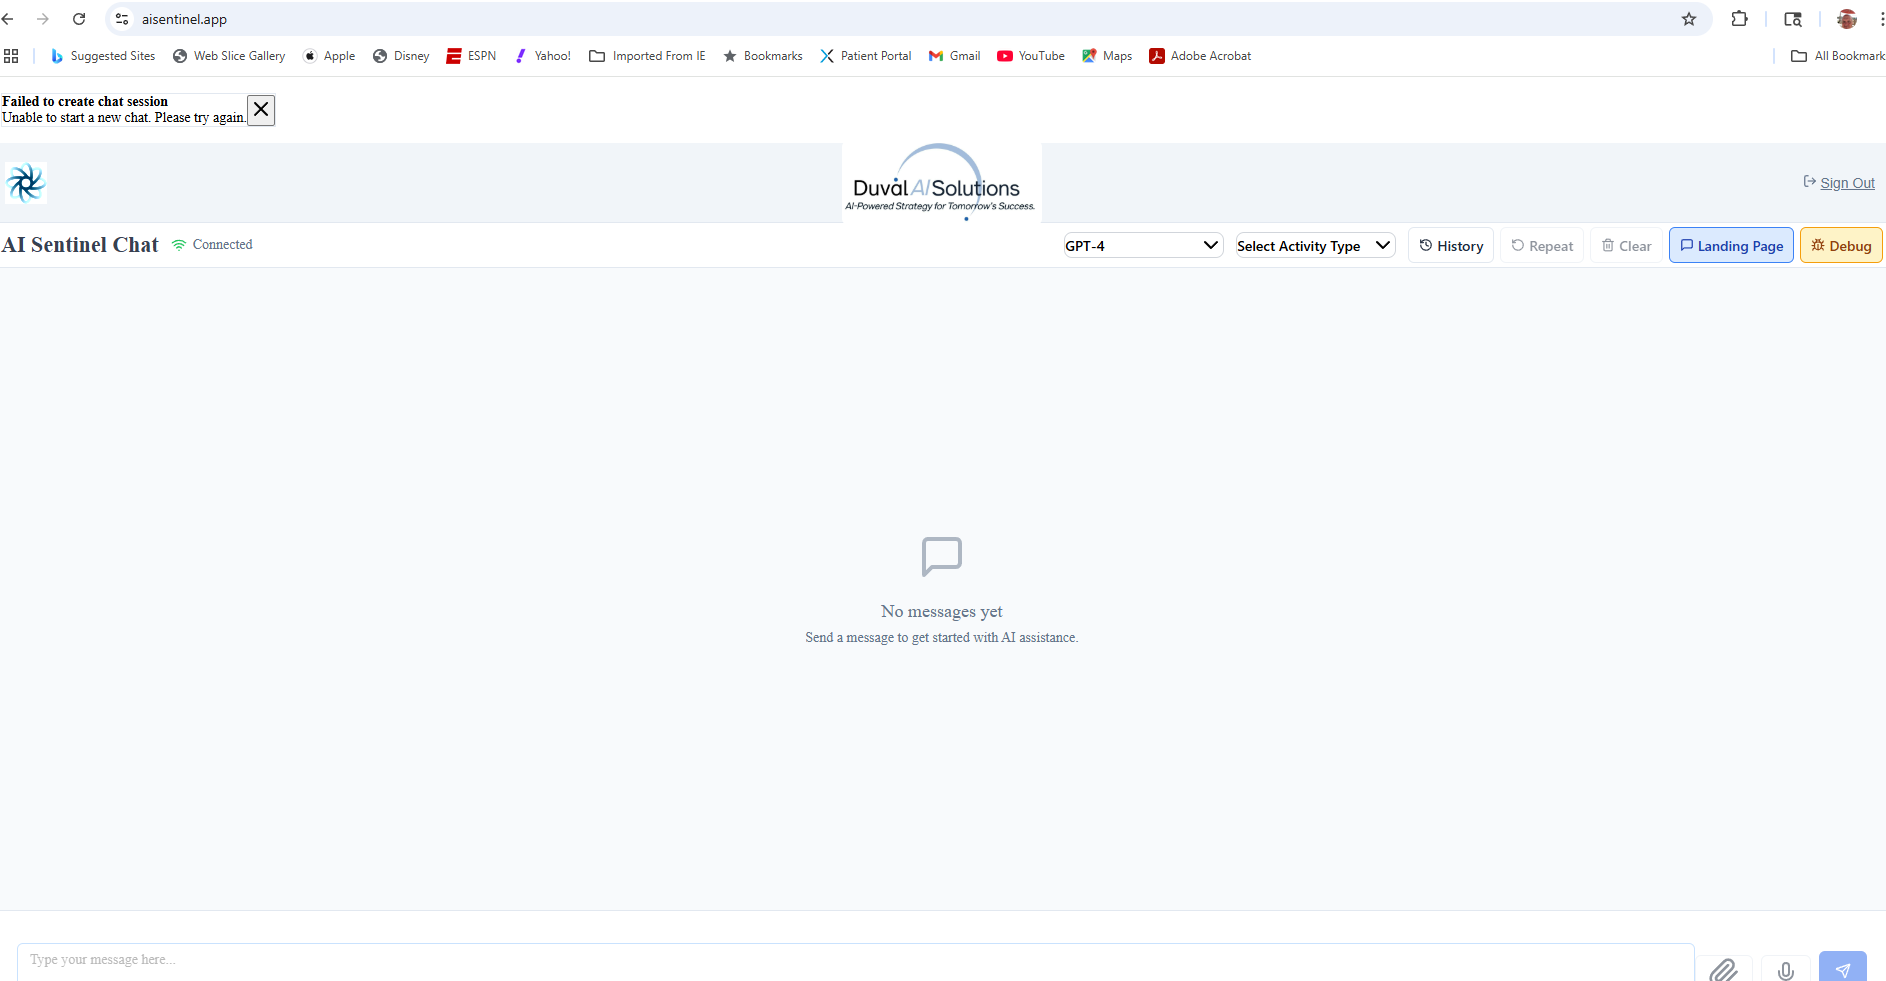 aisentinel.app
Suggested Sites Web Slice Gallery Apple Disney ESPN Yahoo! Imported From IE Bookmarks Patient Portal Gmail YouTube Maps Adobe Acrobat All Bookmark
Failed to create chat session
Unable to start a new chat. Please try again.
Duval AI Solutions
AI-Powered Strategy for Tomorrow's Success.
Sign Out
AI Sentinel Chat Connected GPT-4 Select Activity Type History Repeat Clear Landing Page Debug
No messages yet
Send a message to get started with AI assistance.
Type your message here...